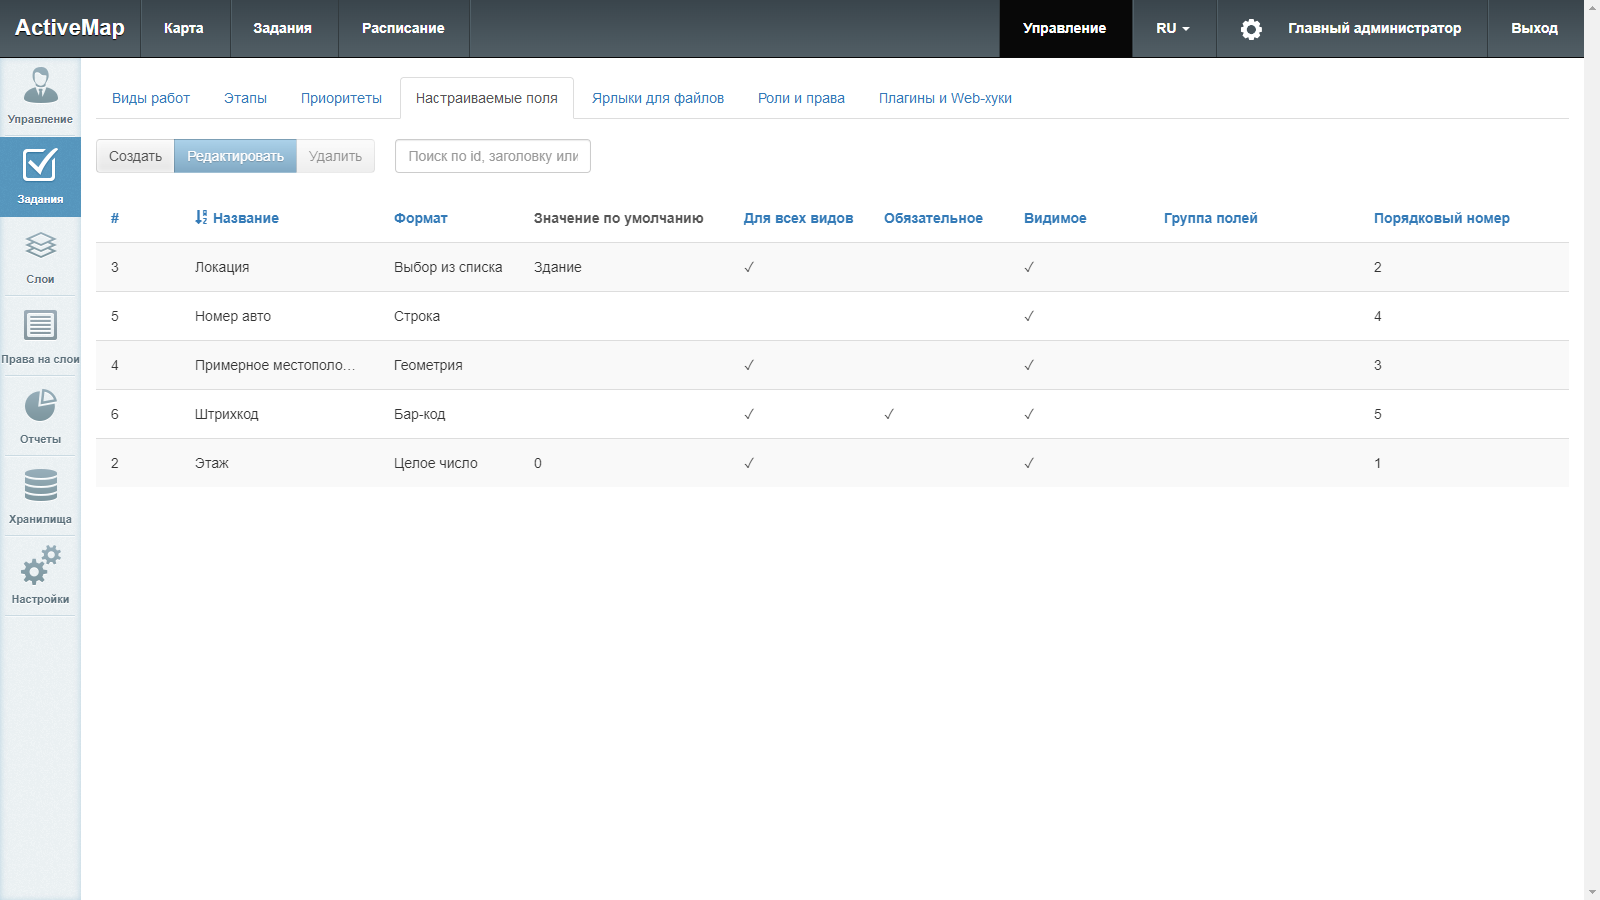 ActiveMap Карта Задания Расписание Управление RU Главный администратор Выход
Управление
Задания
Слои
Права на слои
Отчеты
Хранилища
Настройки
Виды работ Этапы Приоритеты Настраиваемые поля Ярлыки для файлов Роли и права Плагины и Web-хуки
Создать Редактировать Удалить Поиск по id, заголовку или
# Название Формат Значение по умолчанию Для всех видов Обязательное Видимое Группа полей Порядковый номер
3 Локация Выбор из списка Здание ✓ ✓ 2
5 Номер авто Строка ✓ 4
4 Примерное местополо... Геометрия ✓ ✓ 3
6 Штрихкод Бар-код ✓ ✓ ✓ 5
2 Этаж Целое число 0 ✓ ✓ 1